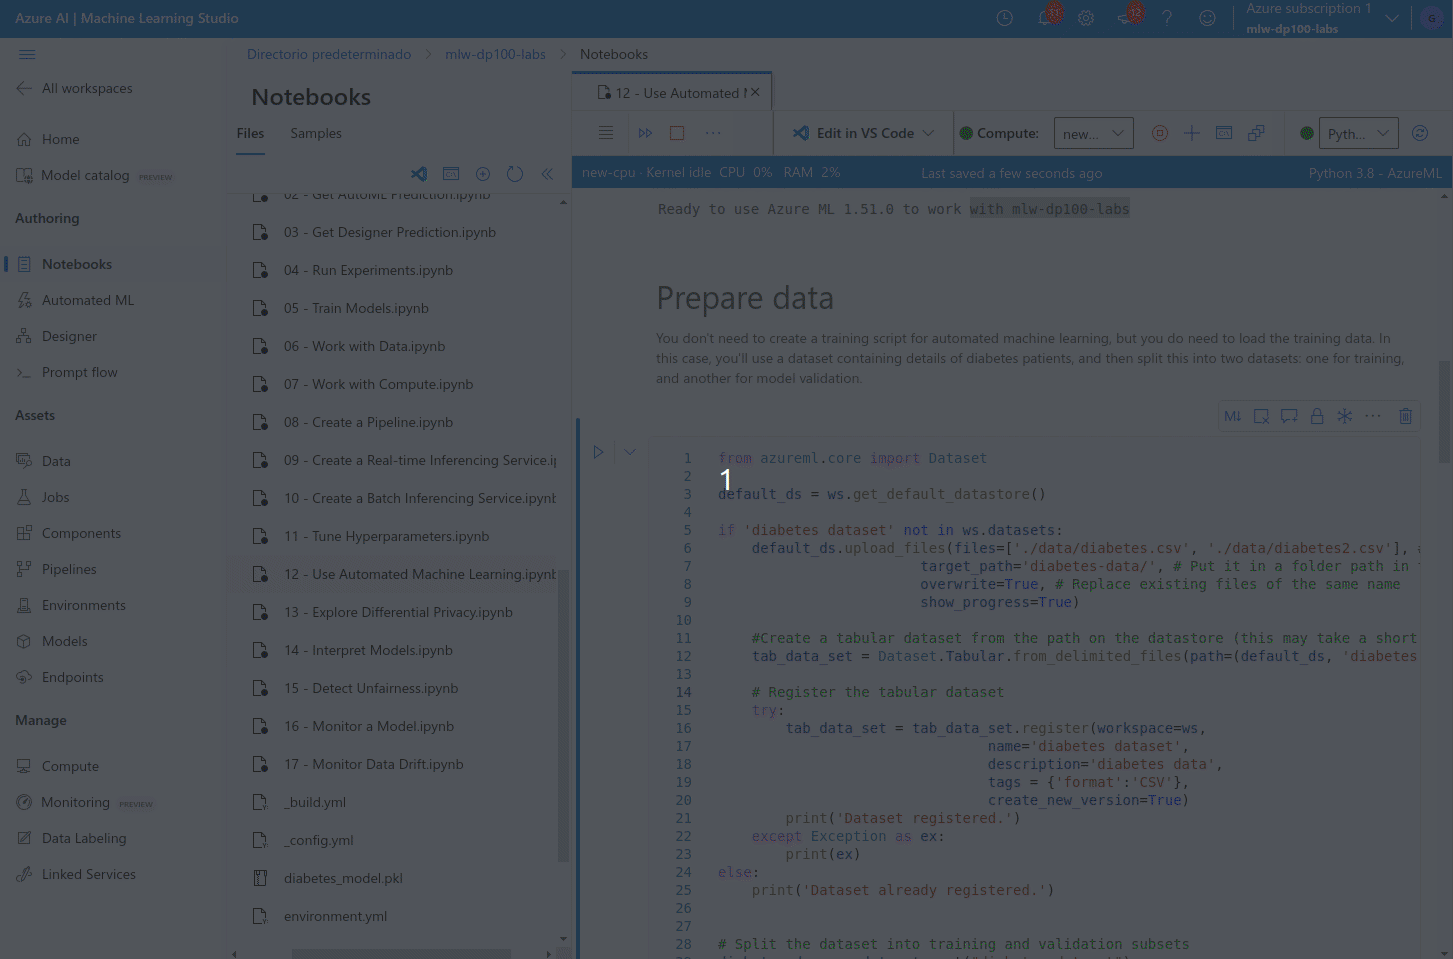 Azure AI | Machine Learning Studio
31
12
Azure subscription 1
mlw-dp100-labs
G
All workspaces
Home
Model catalog PREVIEW
Authoring
Notebooks
Automated ML
Designer
Prompt flow
Assets
Data
Jobs
Components
Pipelines
Environments
Models
Endpoints
Manage
Compute
Monitoring PREVIEW
Data Labeling
Linked Services
Directorio predeterminado > mlw-dp100-labs > Notebooks
Notebooks
Files Samples
02 - Get AutoML Prediction.ipynb
03 - Get Designer Prediction.ipynb
04 - Run Experiments.ipynb
05 - Train Models.ipynb
06 - Work with Data.ipynb
07 - Work with Compute.ipynb
08 - Create a Pipeline.ipynb
09 - Create a Real-time Inferencing Service.ip
10 - Create a Batch Inferencing Service.ipynb
11 - Tune Hyperparameters.ipynb
12 - Use Automated Machine Learning.ipynb
13 - Explore Differential Privacy.ipynb
14 - Interpret Models.ipynb
15 - Detect Unfairness.ipynb
16 - Monitor a Model.ipynb
17 - Monitor Data Drift.ipynb
_build.yml
_config.yml
diabetes_model.pkl
environment.yml
12 - Use Automated
Edit in VS Code
Compute:
new...
Pyth...
new-cpu · Kernel idle CPU 0% RAM 2%
Last saved a few seconds ago
Python 3.8 - AzureML
Ready to use Azure ML 1.51.0 to work with mlw-dp100-labs
Prepare data
You don't need to create a training script for automated machine learning, but you do need to load the training data. In
this case, you'll use a dataset containing details of diabetes patients, and then split this into two datasets: one for training,
and another for model validation.
M↓
1 from azureml.core import Dataset
2
1
3 default_ds = ws.get_default_datastore()
4
5 if 'diabetes dataset' not in ws.datasets:
6 default_ds.upload_files(files=['./data/diabetes.csv', './data/diabetes2.csv'], #
7 target_path='diabetes-data/', # Put it in a folder path in
8 overwrite=True, # Replace existing files of the same name
9 show_progress=True)
10
11 #Create a tabular dataset from the path on the datastore (this may take a short
12 tab_data_set = Dataset.Tabular.from_delimited_files(path=(default_ds, 'diabetes
13
14 # Register the tabular dataset
15 try:
16 tab_data_set = tab_data_set.register(workspace=ws,
17 name='diabetes dataset',
18 description='diabetes data',
19 tags = {'format':'CSV'},
20 create_new_version=True)
21 print('Dataset registered.')
22 except Exception as ex:
23 print(ex)
24 else:
25 print('Dataset already registered.')
26
27
28 # Split the dataset into training and validation subsets